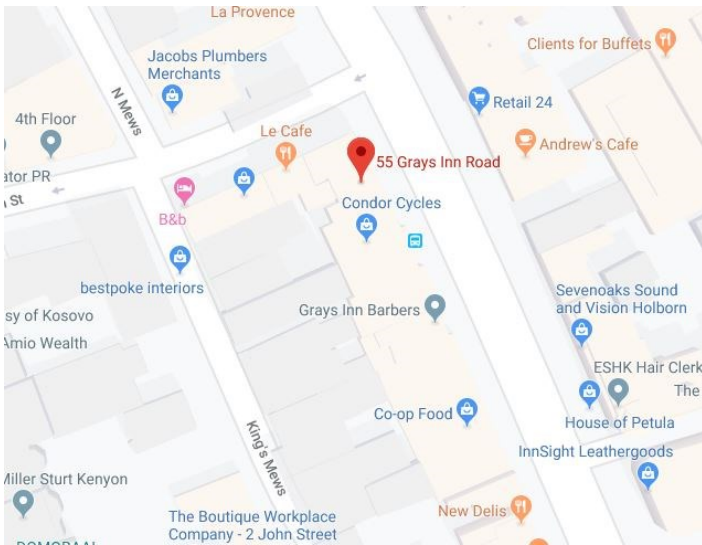 La Provence
Clients for Buffets
Jacobs Plumbers
Merchants
N Mews
Retail 24
4th Floor
Le Cafe
Andrew's Cafe
55 Grays Inn Road
ator PR
St
B&b
Condor Cycles
bestpoke interiors
Sevenoaks Sound
and Vision Holborn
sy of Kosovo
Grays Inn Barbers
Amio Wealth
ESHK Hair Clerk
The
Co-op Food
House of Petula
King's Mews
InnSight Leathergoods
Miller Sturt Kenyon
New Delis
The Boutique Workplace
Company - 2 John Street